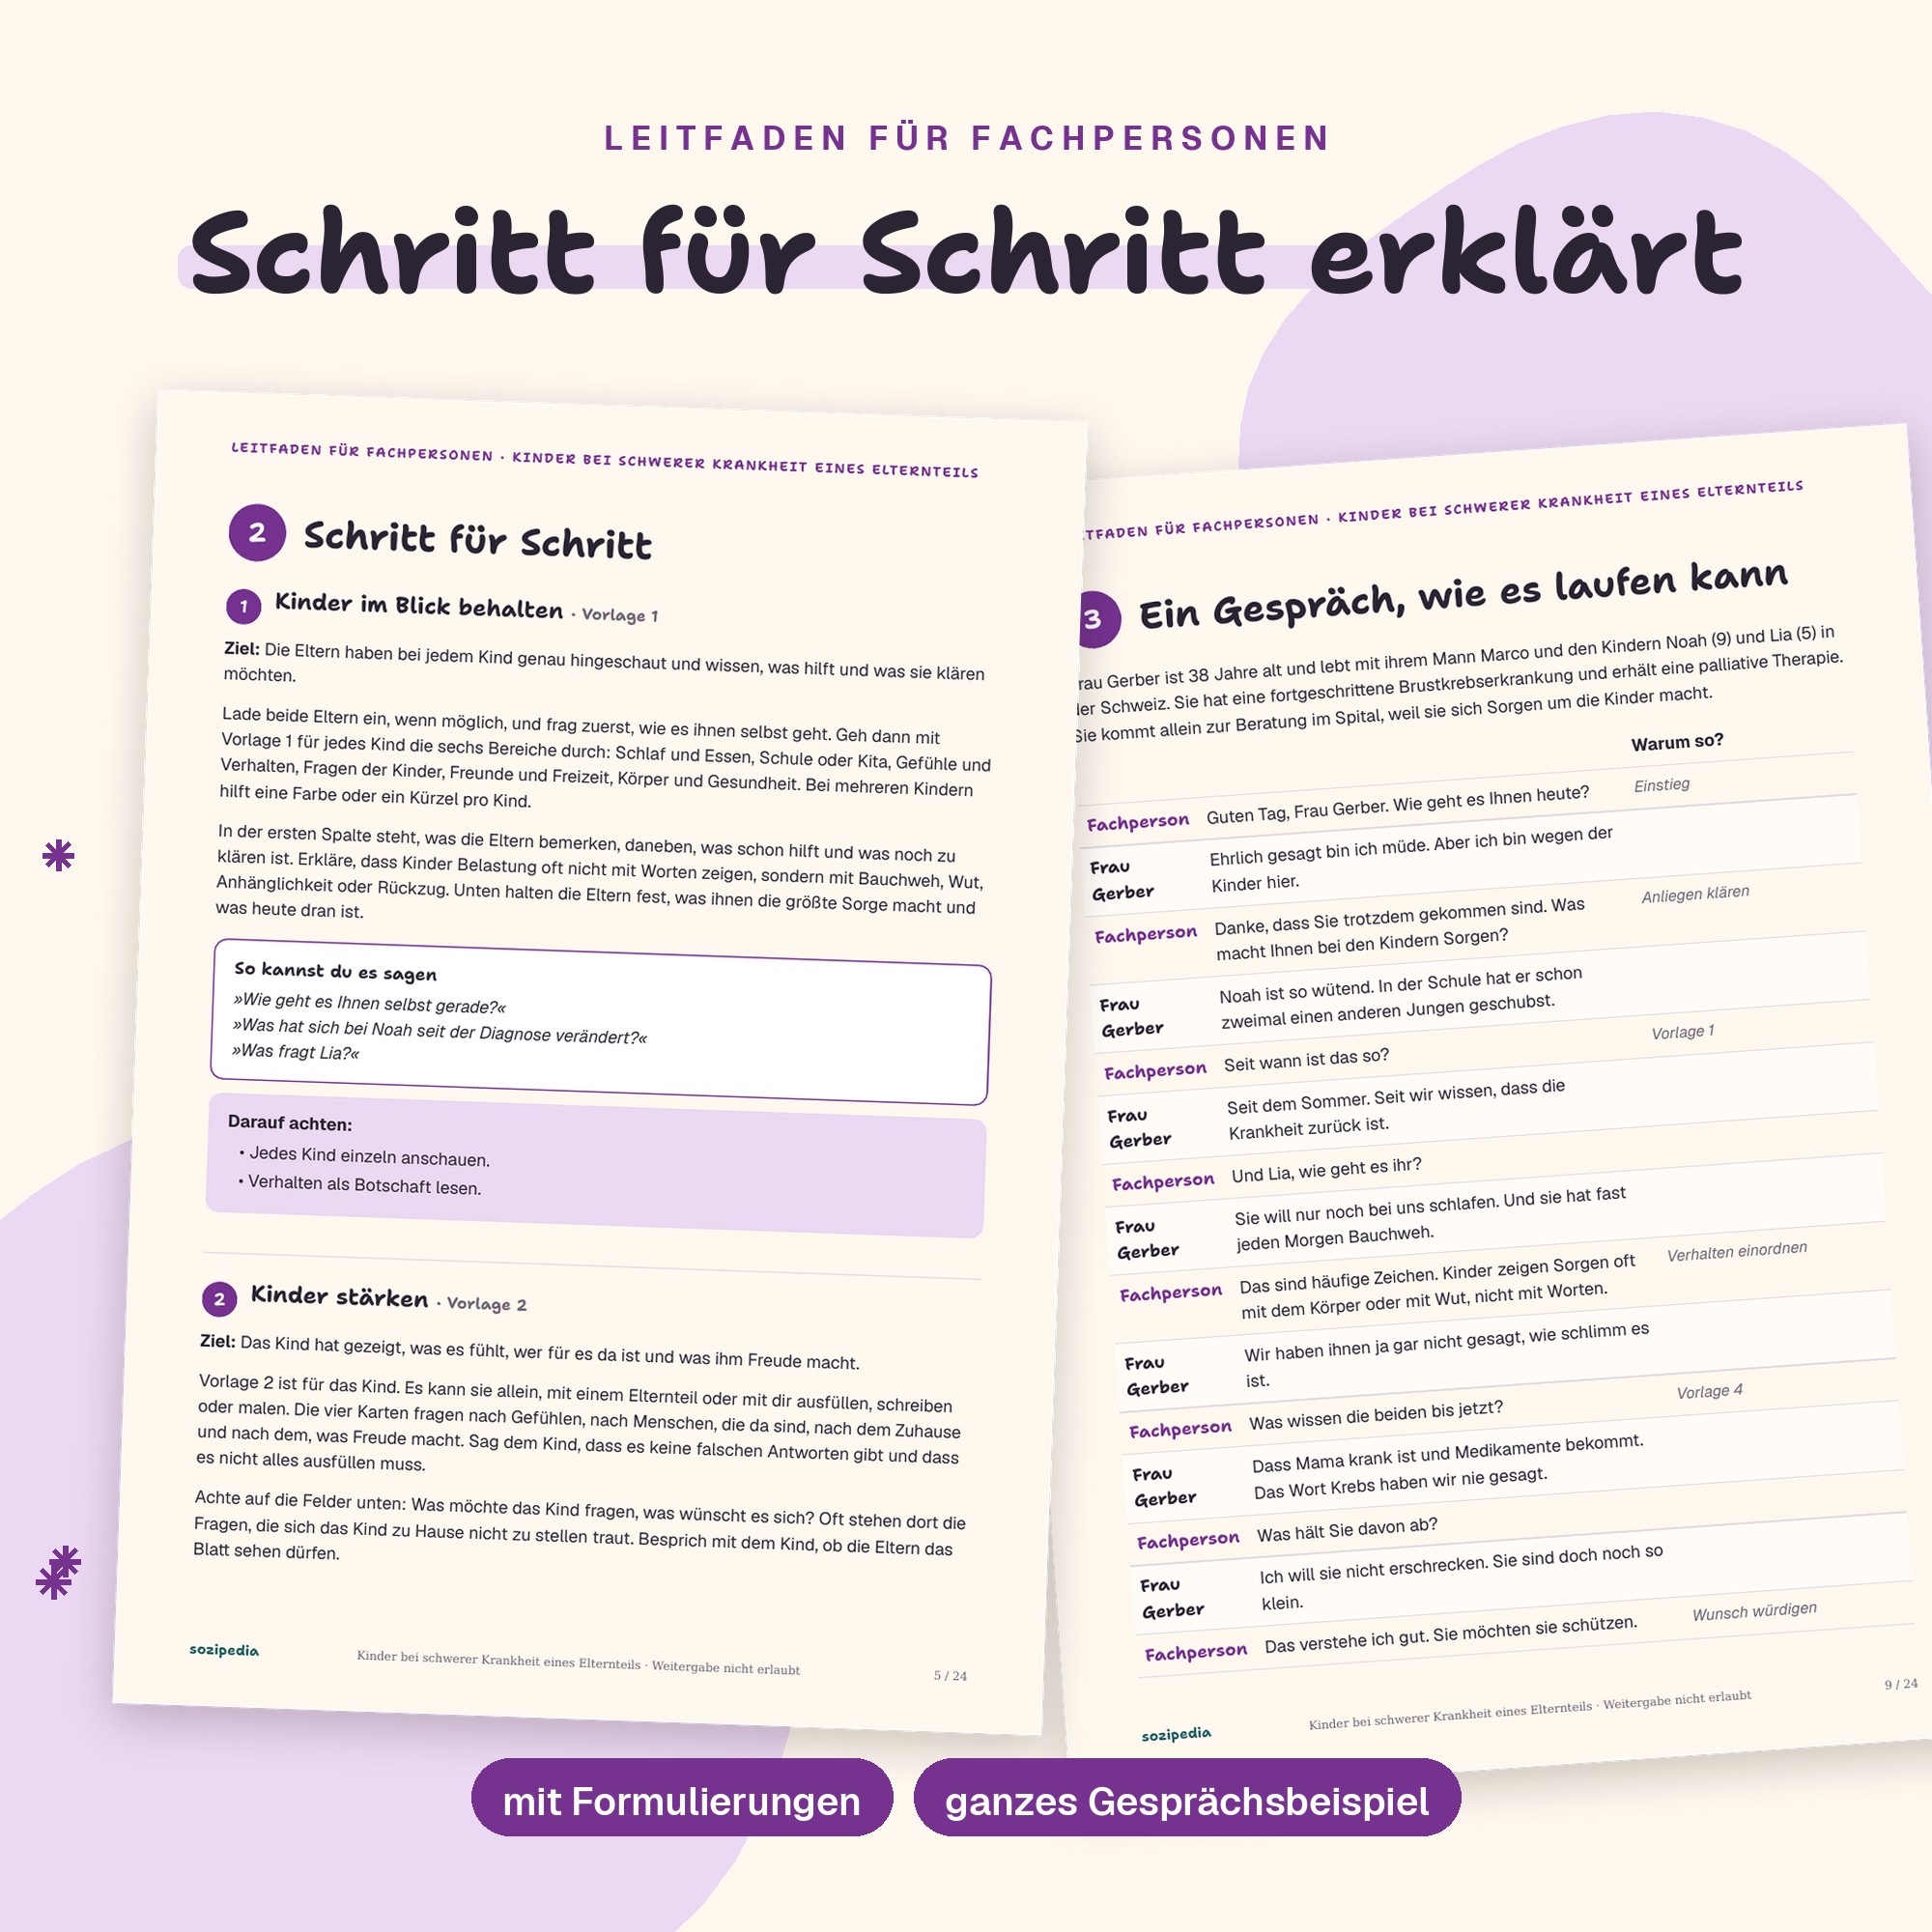 LEITFADEN FÜR FACHPERSONEN
Schritt für Schritt erklärt
LEITFADEN FÜR FACHPERSONEN · KINDER BEI SCHWERER KRANKHEIT EINES ELTERNTEILS
2 Schritt für Schritt
1 Kinder im Blick behalten · Vorlage 1
Ziel: Die Eltern haben bei jedem Kind genau hingeschaut und wissen, was hilft und was sie klären
möchten.
Lade beide Eltern ein, wenn möglich, und frag zuerst, wie es ihnen selbst geht. Geh dann mit
Vorlage 1 für jedes Kind die sechs Bereiche durch: Schlaf und Essen, Schule oder Kita, Gefühle und
Verhalten, Fragen der Kinder, Freunde und Freizeit, Körper und Gesundheit. Bei mehreren Kindern
hilft eine Farbe oder ein Kürzel pro Kind.
In der ersten Spalte steht, was die Eltern bemerken, daneben, was schon hilft und was noch zu
klären ist. Erkläre, dass Kinder Belastung oft nicht mit Worten zeigen, sondern mit Bauchweh, Wut,
Anhänglichkeit oder Rückzug. Unten halten die Eltern fest, was ihnen die größte Sorge macht und
was heute dran ist.
So kannst du es sagen
»Wie geht es Ihnen selbst gerade?«
»Was hat sich bei Noah seit der Diagnose verändert?«
»Was fragt Lia?«
Darauf achten:
• Jedes Kind einzeln anschauen.
• Verhalten als Botschaft lesen.
2 Kinder stärken · Vorlage 2
Ziel: Das Kind hat gezeigt, was es fühlt, wer für es da ist und was ihm Freude macht.
Vorlage 2 ist für das Kind. Es kann sie allein, mit einem Elternteil oder mit dir ausfüllen, schreiben
oder malen. Die vier Karten fragen nach Gefühlen, nach Menschen, die da sind, nach dem Zuhause
und nach dem, was Freude macht. Sag dem Kind, dass es keine falschen Antworten gibt und dass
es nicht alles ausfüllen muss.
Achte auf die Felder unten: Was möchte das Kind fragen, was wünscht es sich? Oft stehen dort die
Fragen, die sich das Kind zu Hause nicht zu stellen traut. Besprich mit dem Kind, ob die Eltern das
Blatt sehen dürfen.
sozipedia Kinder bei schwerer Krankheit eines Elternteils · Weitergabe nicht erlaubt 5 / 24
FÜR FACHPERSONEN · KINDER BEI SCHWERER KRANKHEIT EINES ELTERNTEILS
3 Ein Gespräch, wie es laufen kann
Gerber ist 38 Jahre alt und lebt mit ihrem Mann Marco und den Kindern Noah (9) und Lia (5) in
der Schweiz. Sie hat eine fortgeschrittene Brustkrebserkrankung und erhält eine palliative Therapie.
Sie kommt allein zur Beratung im Spital, weil sie sich Sorgen um die Kinder macht.
Warum so?
Fachperson Guten Tag, Frau Gerber. Wie geht es Ihnen heute? Einstieg
Frau Gerber Ehrlich gesagt bin ich müde. Aber ich bin wegen der
Kinder hier.
Fachperson Danke, dass Sie trotzdem gekommen sind. Was Anliegen klären
macht Ihnen bei den Kindern Sorgen?
Frau Gerber Noah ist so wütend. In der Schule hat er schon
zweimal einen anderen Jungen geschubst.
Fachperson Seit wann ist das so? Vorlage 1
Frau Gerber Seit dem Sommer. Seit wir wissen, dass die
Krankheit zurück ist.
Fachperson Und Lia, wie geht es ihr?
Frau Gerber Sie will nur noch bei uns schlafen. Und sie hat fast
jeden Morgen Bauchweh.
Fachperson Das sind häufige Zeichen. Kinder zeigen Sorgen oft Verhalten einordnen
mit dem Körper oder mit Wut, nicht mit Worten.
Frau Gerber Wir haben ihnen ja gar nicht gesagt, wie schlimm es
ist.
Fachperson Was wissen die beiden bis jetzt? Vorlage 4
Frau Gerber Dass Mama krank ist und Medikamente bekommt.
Das Wort Krebs haben wir nie gesagt.
Fachperson Was hält Sie davon ab?
Frau Gerber Ich will sie nicht erschrecken. Sie sind doch noch so
klein.
Fachperson Das verstehe ich gut. Sie möchten sie schützen. Wunsch würdigen
sozipedia Kinder bei schwerer Krankheit eines Elternteils · Weitergabe nicht erlaubt 9 / 24
mit Formulierungen
ganzes Gesprächsbeispiel